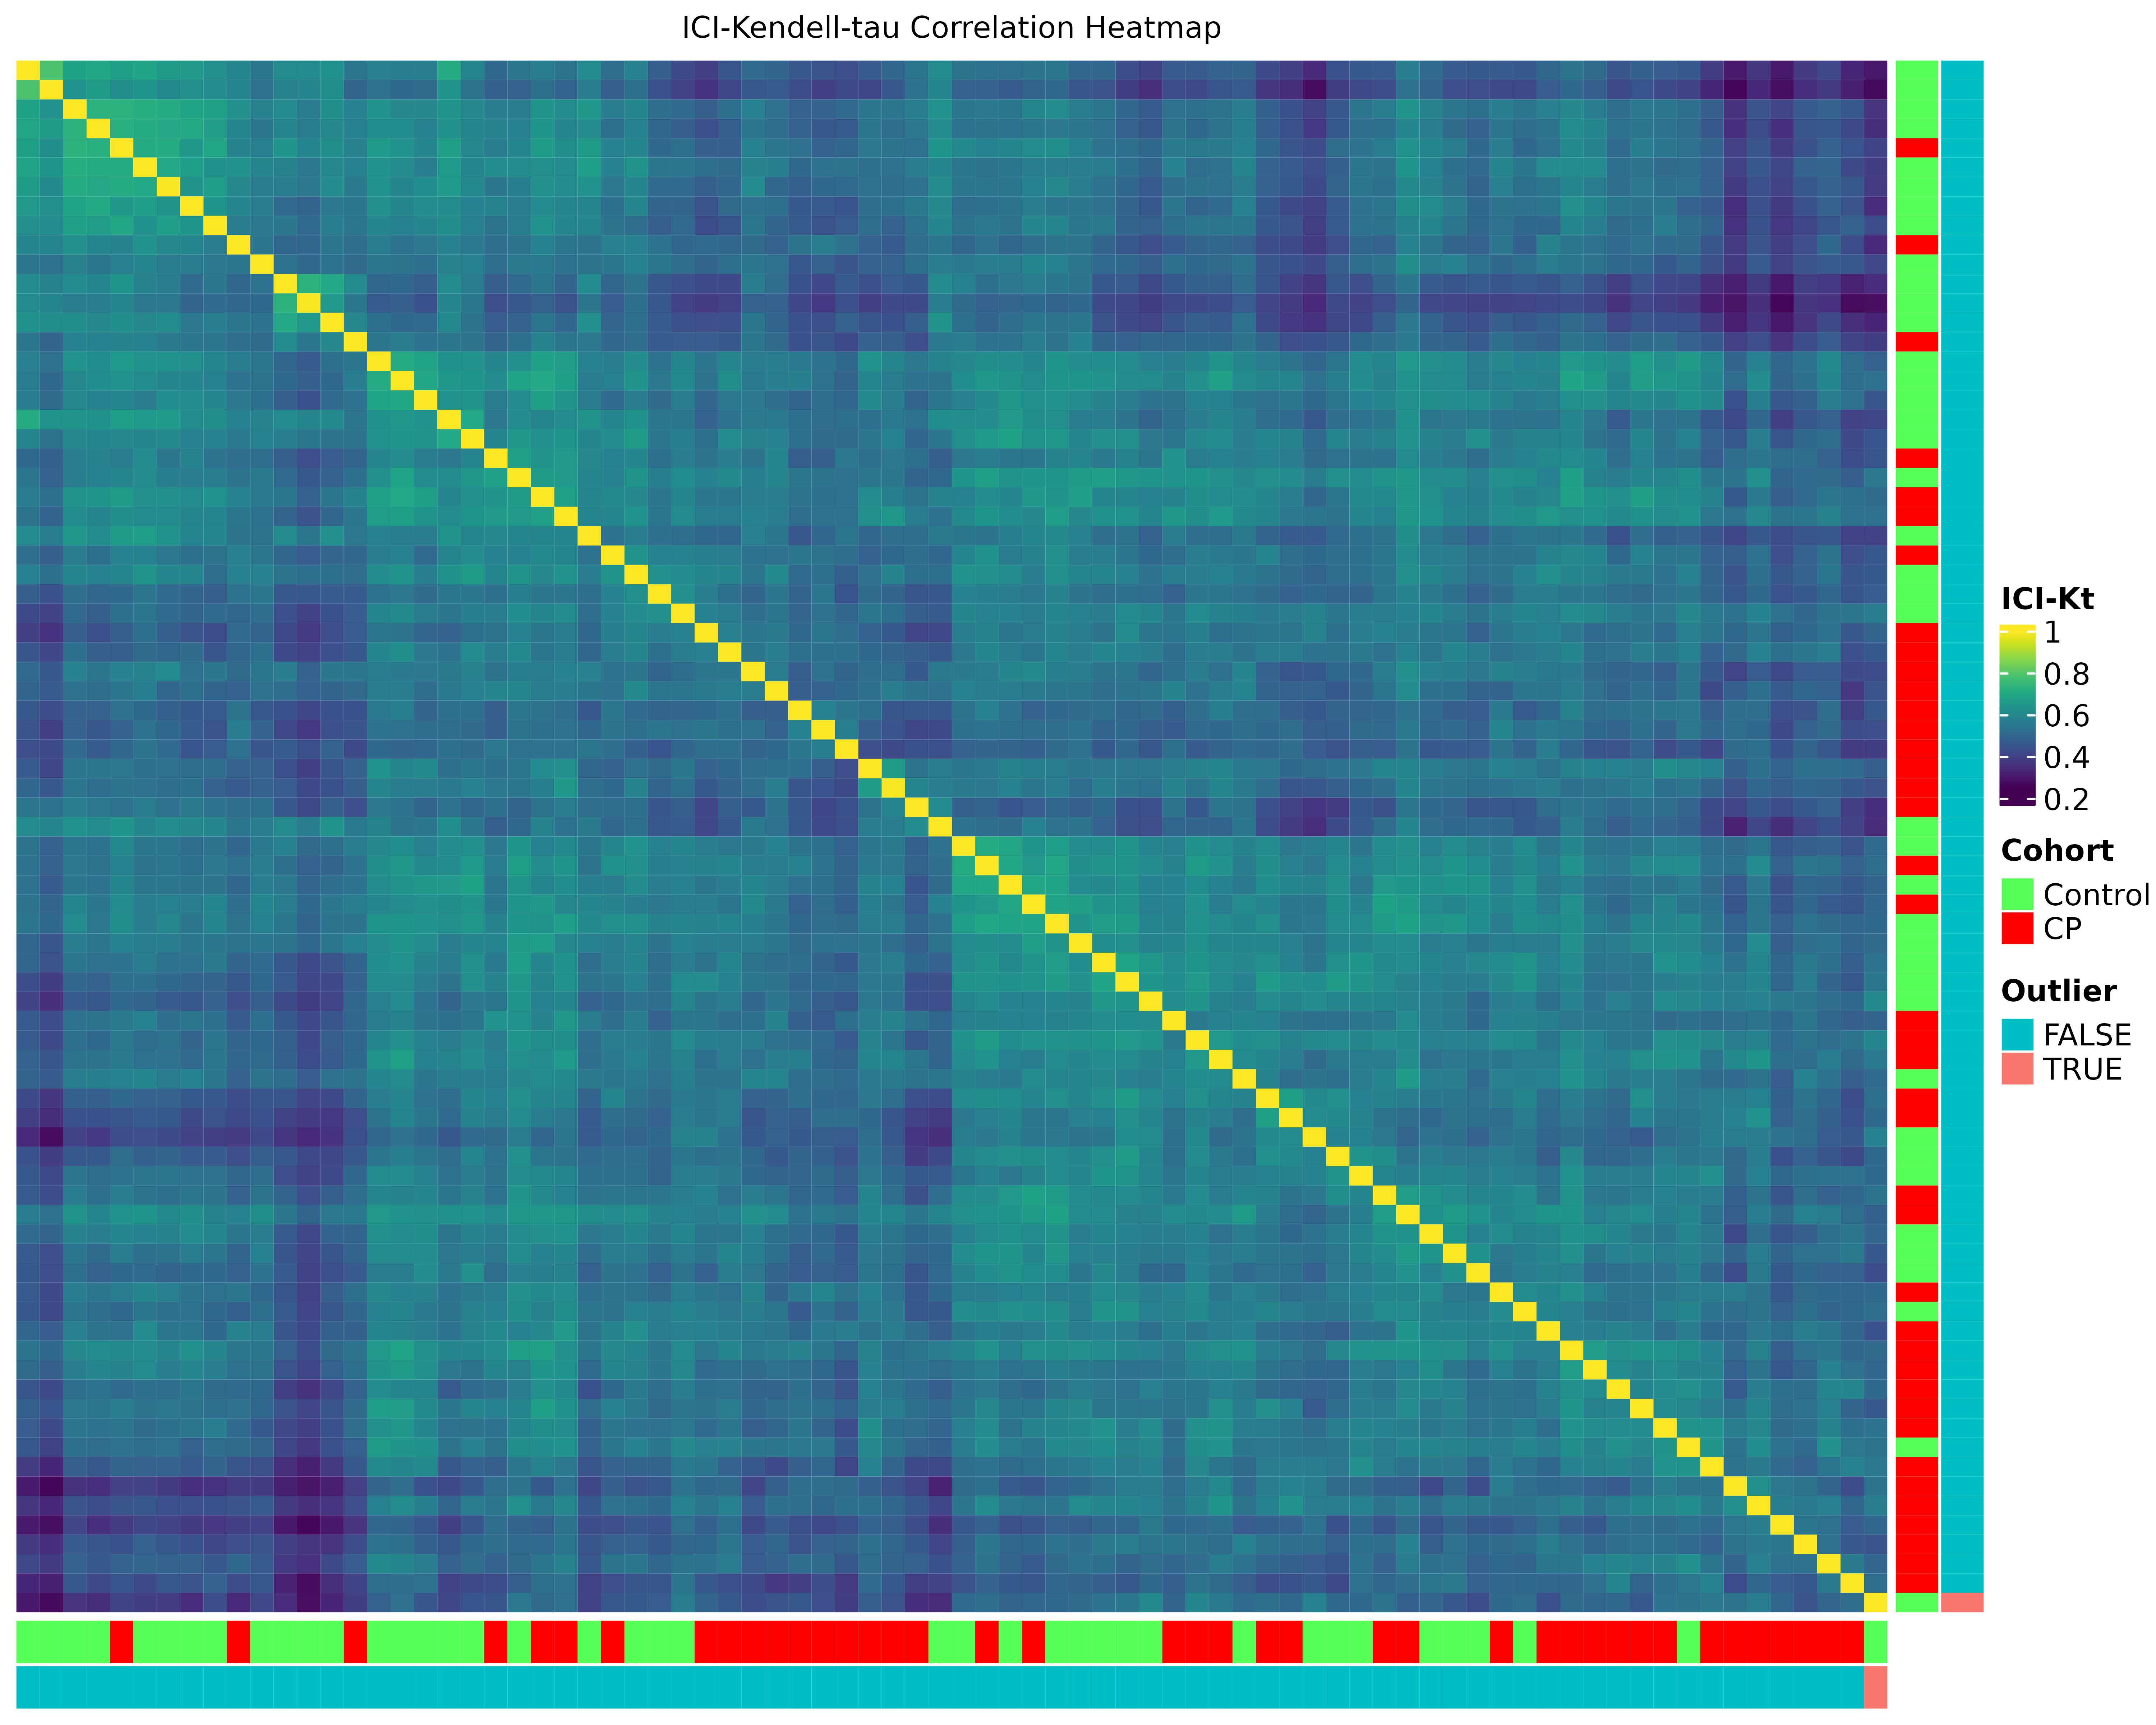 ICI-Kendell-tau Correlation Heatmap
ICI-Kt
1
0.8
0.6
0.4
0.2
Cohort
Control
CP
Outlier
FALSE
TRUE